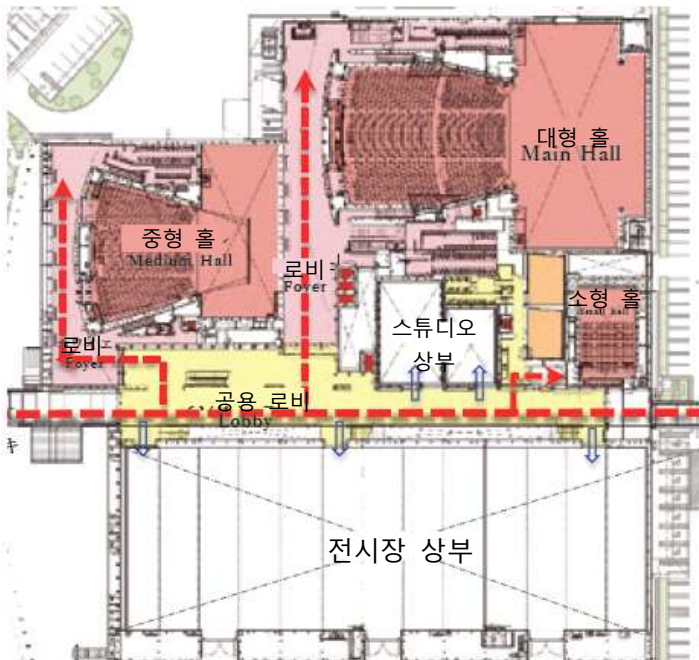 대형 홀
Main Hall
중형 홀
Medium Hall
로비
Foyer
소형 홀
Small hall
스튜디오
상부
로비
Foyer
공용 로비
Lobby
キ
전시장 상부